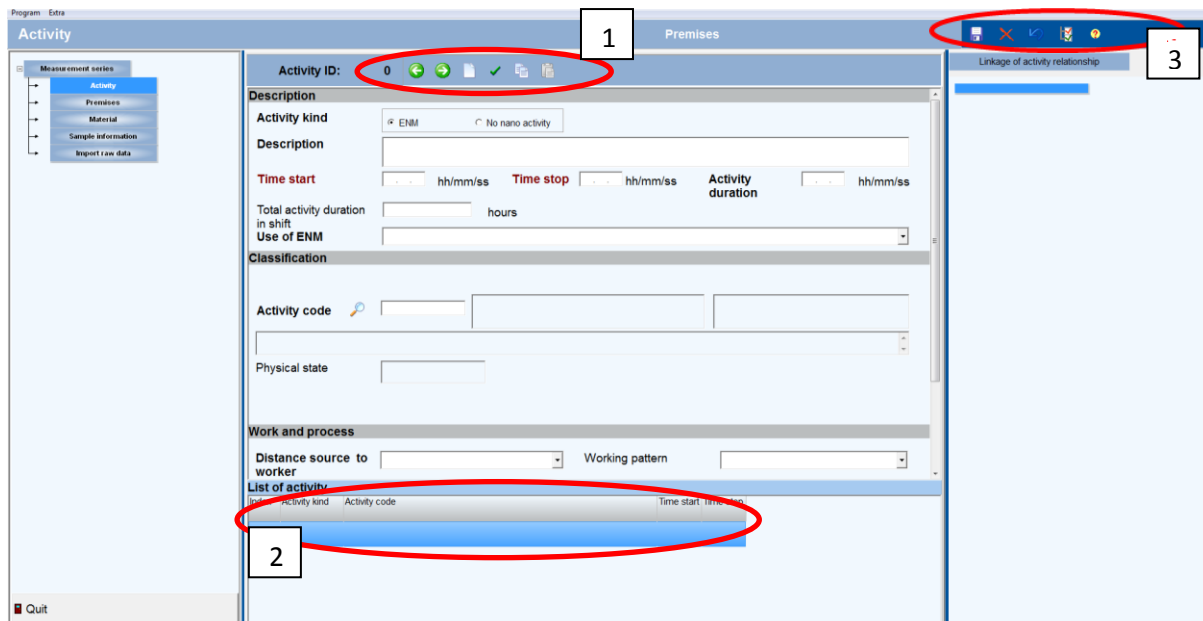 Program Extra
Activity
Premises
1
3
Measurement series
Activity
Premises
Material
Sample information
Import raw data
Activity ID: 0
Linkage of activity relationship
Description
Activity kind ENM No nano activity
Description
Time start hh/mm/ss Time stop hh/mm/ss Activity duration hh/mm/ss
Total activity duration in shift hours
Use of ENM
Classification
Activity code
Physical state
Work and process
Distance source to worker Working pattern
List of activity
Index Activity kind Activity code Time start Time stop
2
Quit